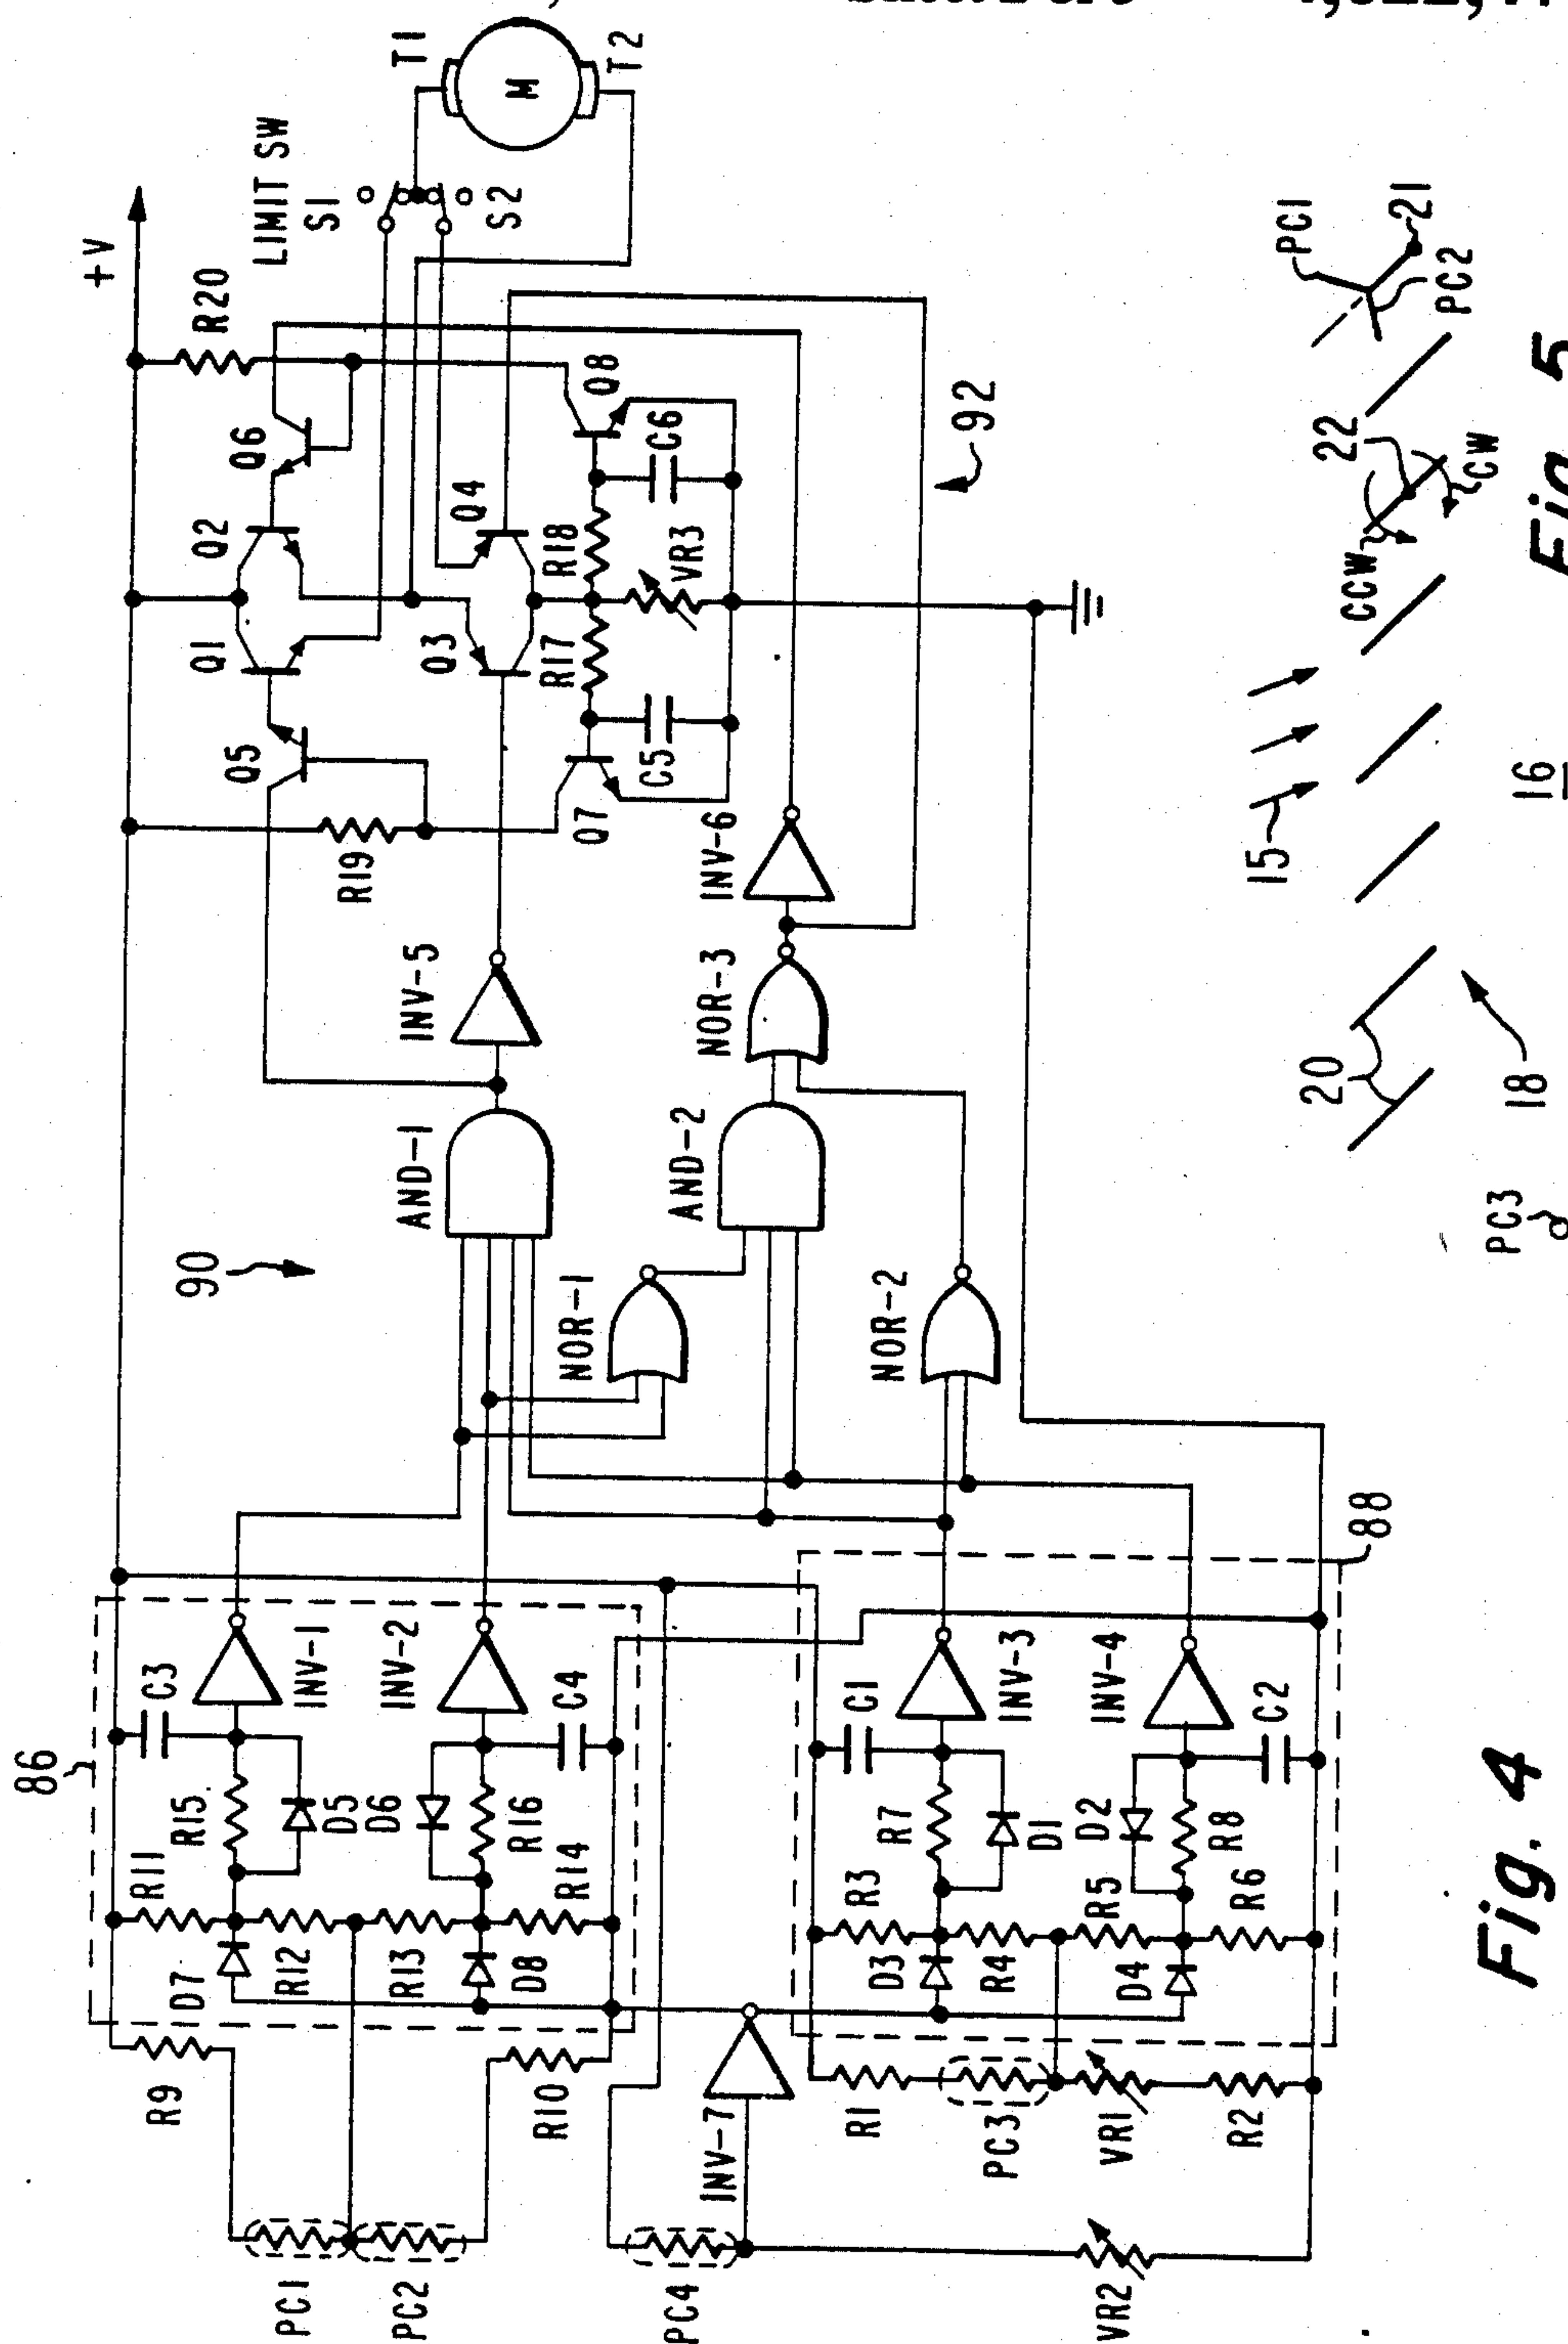 +V
LIMIT SW
S1
S2
T1
T2
M
R20
Q1
Q2
Q5
Q6
Q3
Q4
Q8
R19
R17
R18
C6
VR3
C5
Q7
92
INV-5
INV-6
NOR-3
AND-1
AND-2
90
NOR-1
NOR-2
86
C3
INV-1
INV-2
C4
R15
D5
D6
R16
R11
R12
R13
R14
D7
D8
R9
R10
PC1
PC2
88
C1
INV-3
INV-4
C2
R7
D1
D2
R8
R3
R4
R5
R6
D3
D4
INV-7
R1
PC3
VR1
R2
PC4
VR2
Fig. 4
PC1
21
PC2
22
CCW
CW
15
16
20
18
PC3
Fig. 5